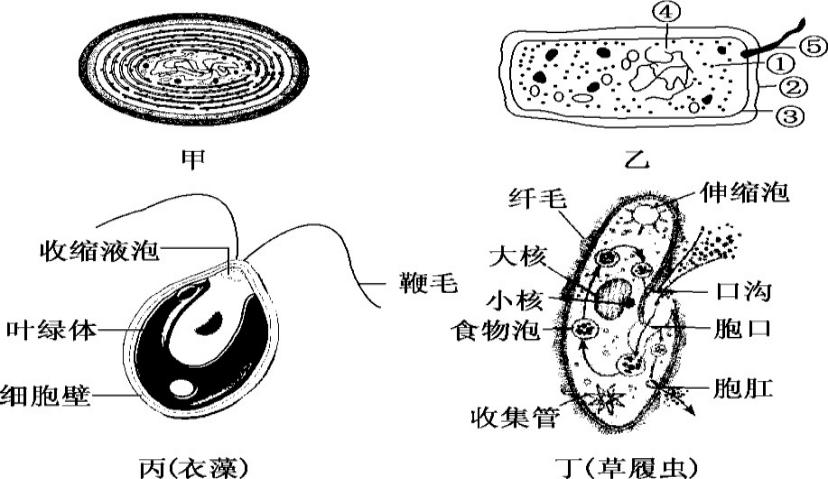 ④
⑤
①
②
③
甲
乙
收缩液泡
鞭毛
叶绿体
细胞壁
丙(衣藻)
纤毛
伸缩泡
大核
小核
口沟
食物泡
胞口
胞肛
收集管
丁(草履虫)